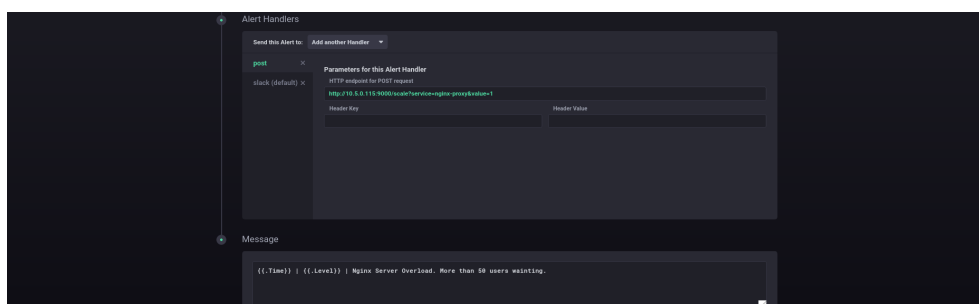 Alert Handlers
Send this Alert to: Add another Handler
post ×
slack (default) ×
Parameters for this Alert Handler
HTTP endpoint for POST request
http://10.5.0.115:9000/scale?service=nginx-proxy&value=1
Header Key Header Value
Message
{{.Time}} | {{.Level}} | Nginx Server Overload. More than 50 users wainting.